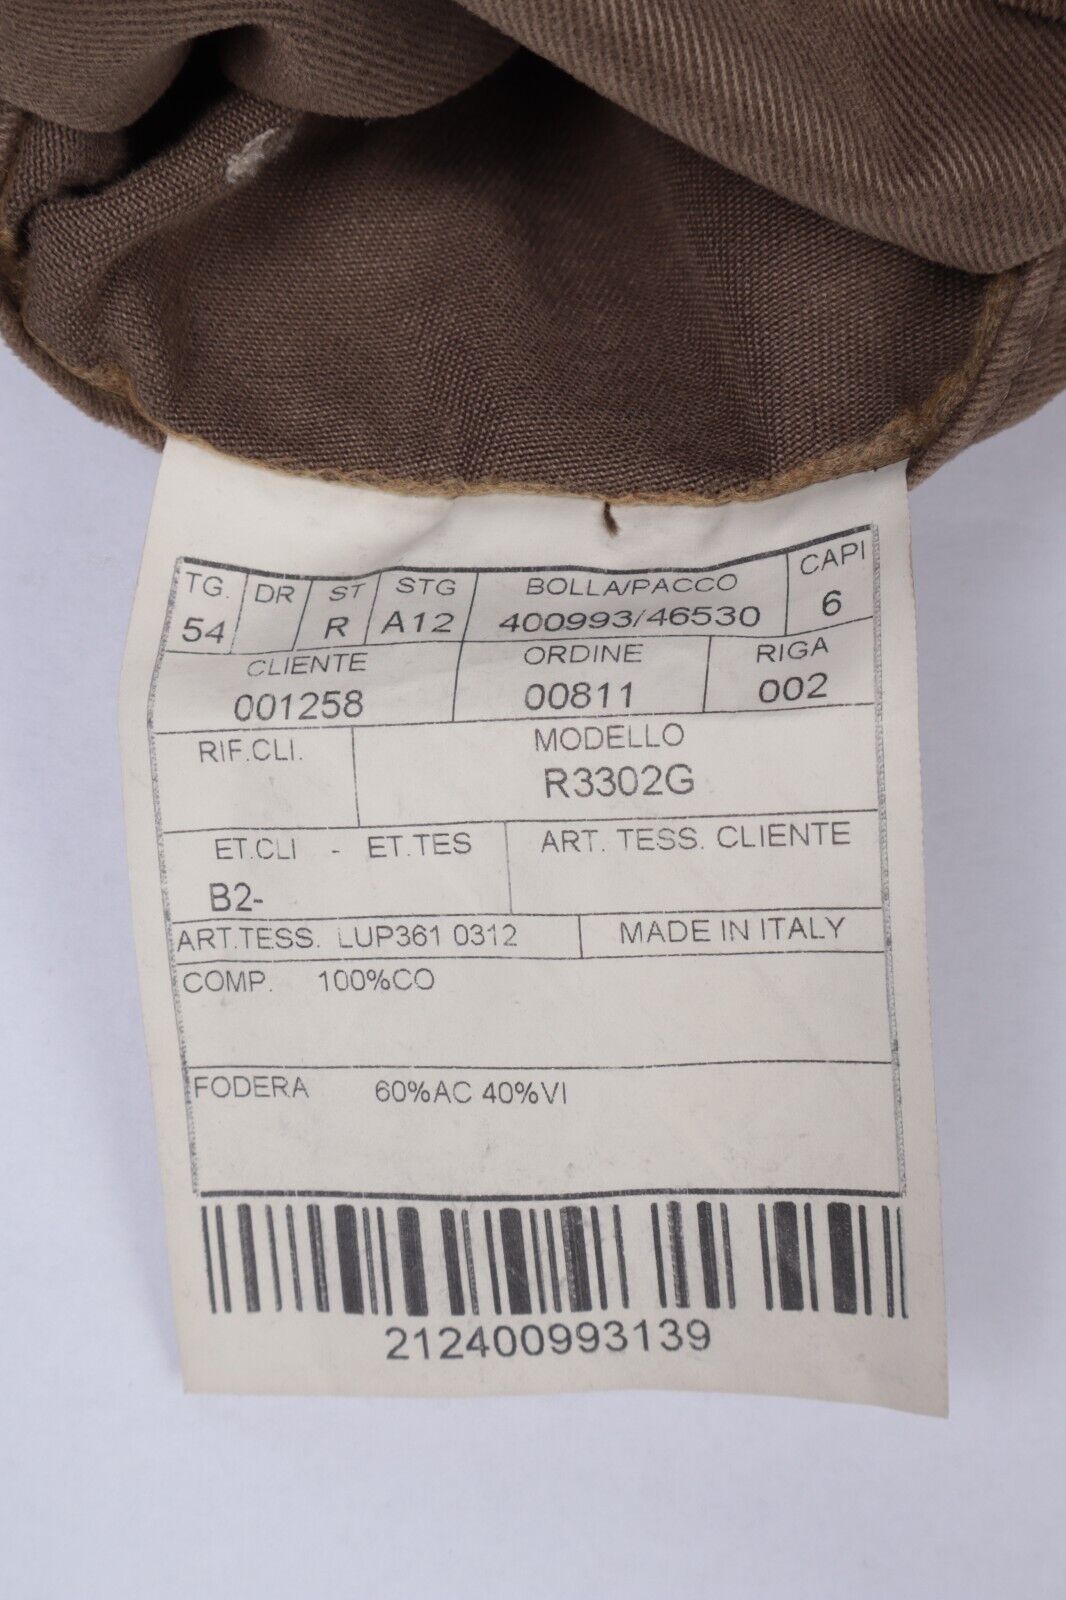 TG. DR ST STG BOLLA/PACCO CAPI
54 R A12 400993/46530 6
CLIENTE ORDINE RIGA
001258 00811 002
RIF.CLI. MODELLO
R3302G
ET.CLI - ET.TES ART. TESS. CLIENTE
B2-
ART.TESS. LUP361 0312 MADE IN ITALY
COMP. 100%CO
FODERA 60%AC 40%VI
212400993139